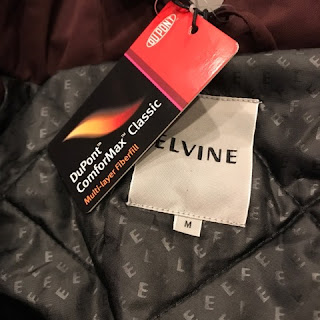 DUPONT
DuPont™
ComforMax™ Classic
Multi-layer Fiberfill
ELVINE
M